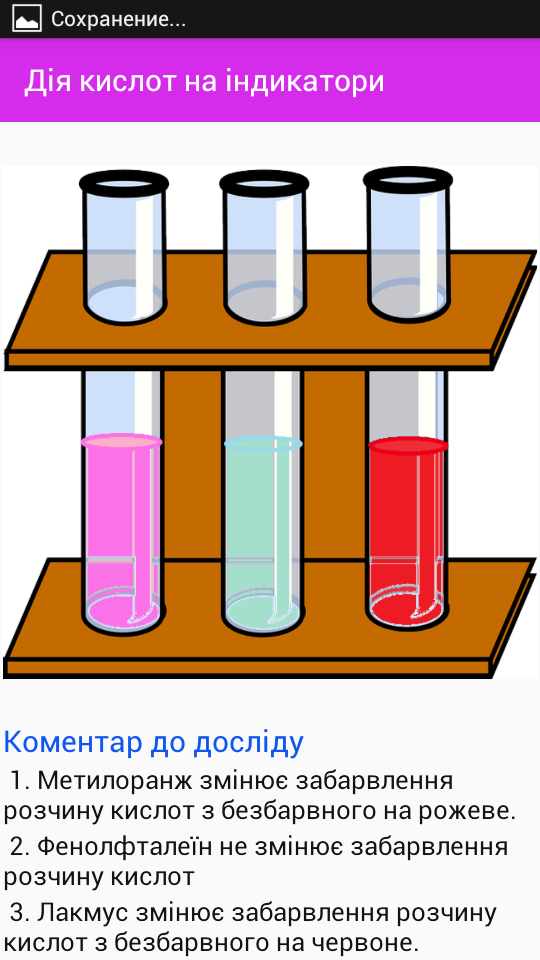 Сохранение...
Дія кислот на індикатори
Коментар до досліду
1. Метилоранж змінює забарвлення
розчину кислот з безбарвного на рожеве.
2. Фенолфталеїн не змінює забарвлення
розчину кислот
3. Лакмус змінює забарвлення розчину
кислот з безбарвного на червоне.